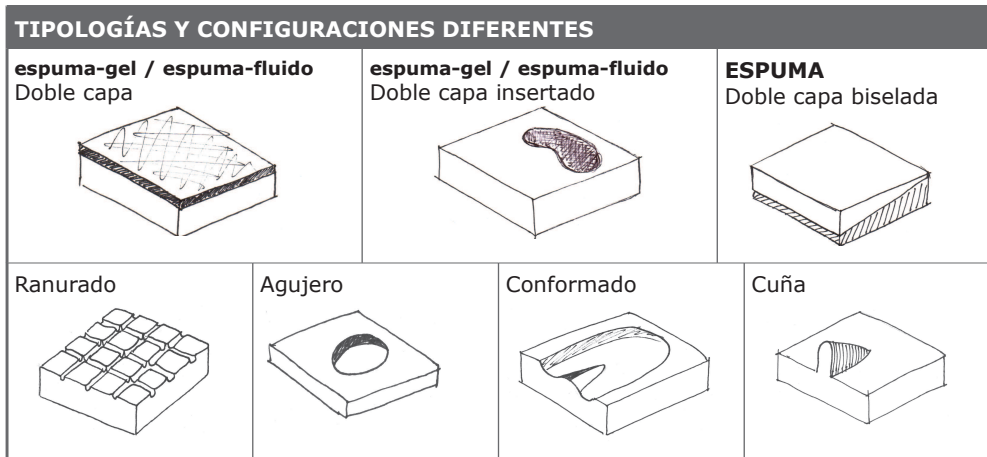 TIPOLOGÍAS Y CONFIGURACIONES DIFERENTES
espuma-gel / espuma-fluido
Doble capa
espuma-gel / espuma-fluido
Doble capa insertado
ESPUMA
Doble capa biselada
Ranurado
Agujero
Conformado
Cuña